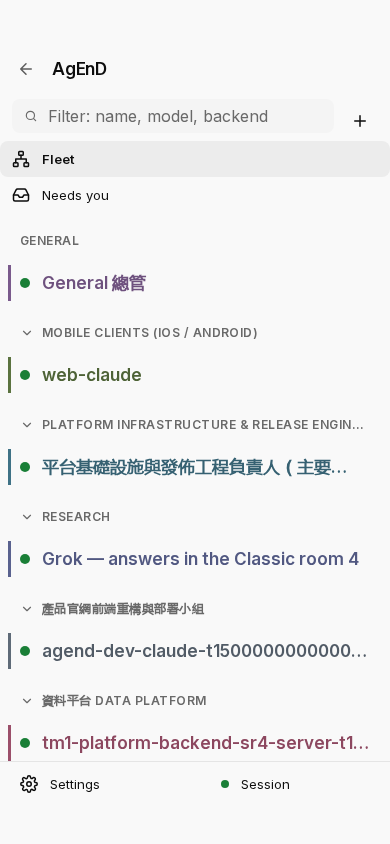 AgEnD
Filter: name, model, backend
Fleet
Needs you
GENERAL
General 總管
MOBILE CLIENTS (IOS / ANDROID)
web-claude
PLATFORM INFRASTRUCTURE & RELEASE ENGIN...
平台基礎設施與發佈工程負責人 ( 主要...
RESEARCH
Grok — answers in the Classic room 4
產品官網前端重構與部署小組
agend-dev-claude-t1500000000000...
資料平台 DATA PLATFORM
tm1-platform-backend-sr4-server-t1...
Settings
Session